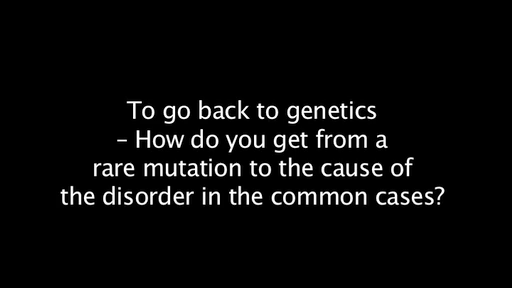 To go back to genetics
– How do you get from a
rare mutation to the cause of
the disorder in the common cases?